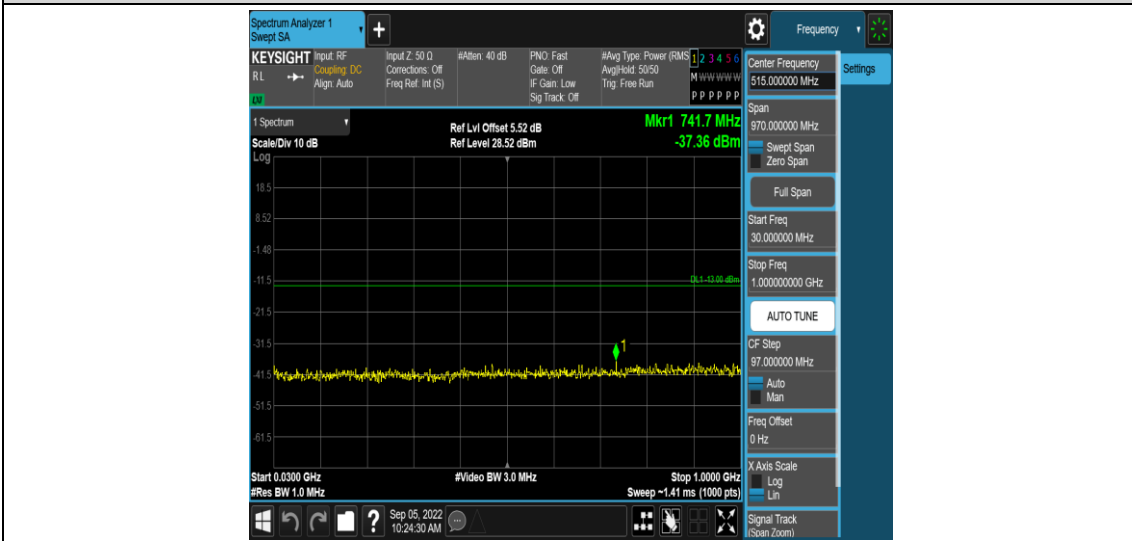 Spectrum Analyzer 1
Swept SA
+
Frequency
KEYSIGHT
RL
LXI
Input: RF
Coupling: DC
Align: Auto
Input Z: 50 Ω
Corrections: Off
Freq Ref: Int (S)
#Atten: 40 dB
PNO: Fast
Gate: Off
IF Gain: Low
Sig Track: Off
#Avg Type: Power (RMS
Avg|Hold: 50/50
Trig: Free Run
1 2 3 4 5 6
M W W W W W
P P P P P P
1 Spectrum
Scale/Div 10 dB
Log
Ref Lvl Offset 5.52 dB
Ref Level 28.52 dBm
Mkr1 741.7 MHz
-37.36 dBm
18.5
8.52
-1.48
-11.5
DL1 -13.00 dBm
-21.5
-31.5
1
-41.5
-51.5
-61.5
Start 0.0300 GHz
#Res BW 1.0 MHz
#Video BW 3.0 MHz
Stop 1.0000 GHz
Sweep ~1.41 ms (1000 pts)
?
Sep 05, 2022
10:24:30 AM
Center Frequency
515.000000 MHz
Settings
Span
970.000000 MHz
Swept Span
Zero Span
Full Span
Start Freq
30.000000 MHz
Stop Freq
1.000000000 GHz
AUTO TUNE
CF Step
97.000000 MHz
Auto
Man
Freq Offset
0 Hz
X Axis Scale
Log
Lin
Signal Track
(Span Zoom)